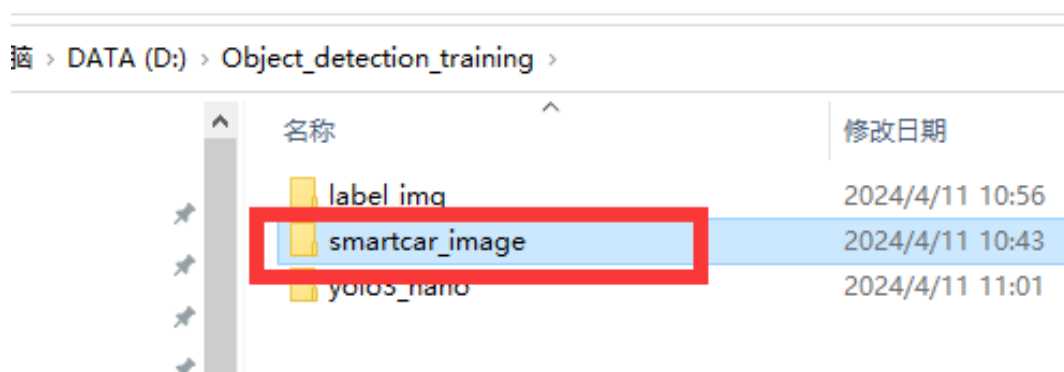 脑 › DATA (D:) › Object_detection_training ›
名称 修改日期
label_img 2024/4/11 10:56
smartcar_image 2024/4/11 10:43
yolo3_nano 2024/4/11 11:01